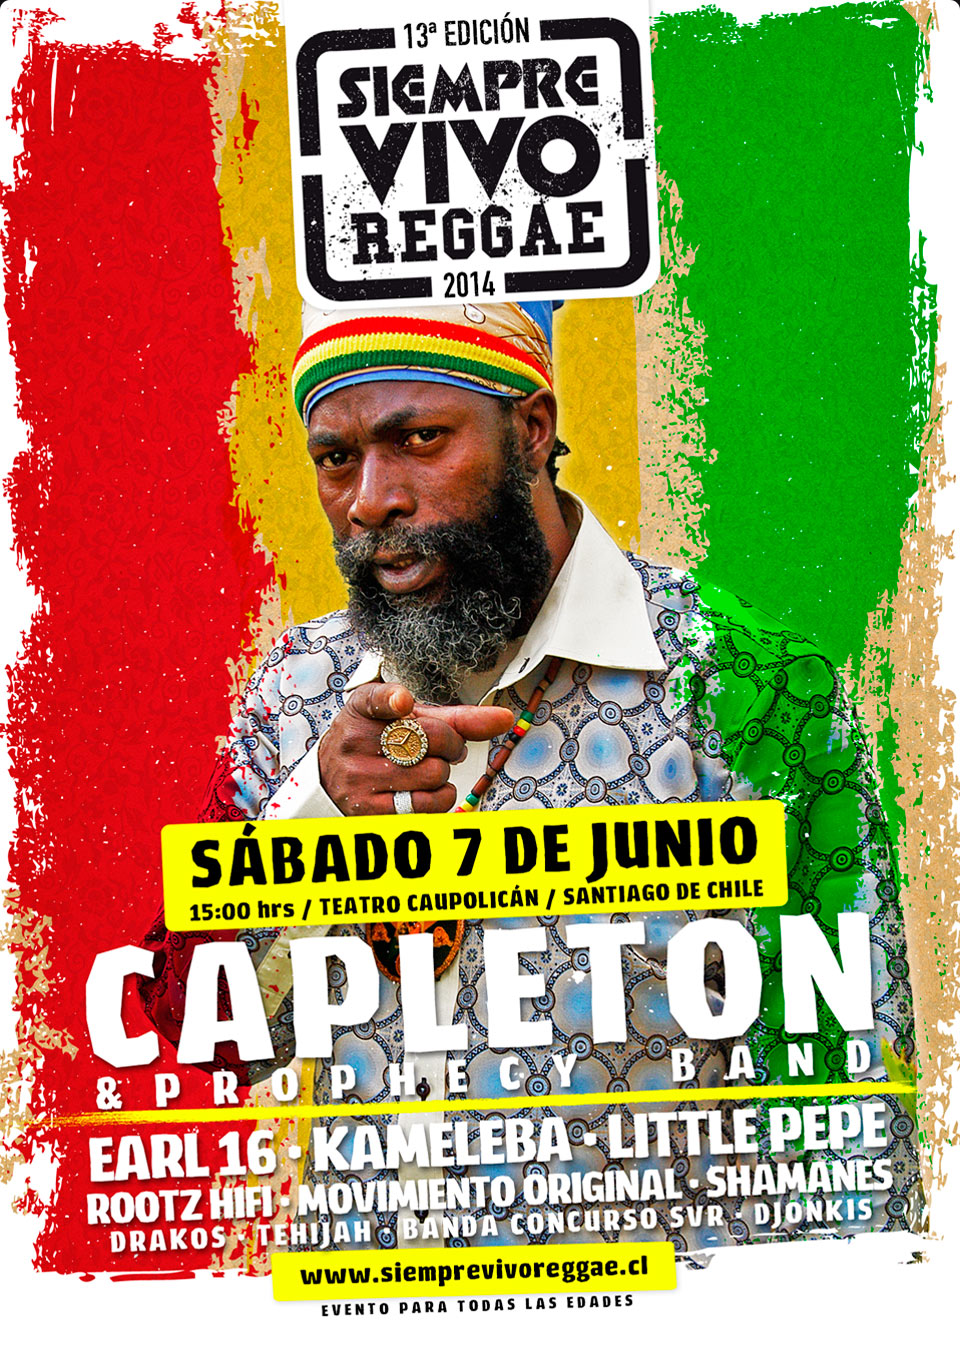 13ª EDICIÓN
SIEMPRE
VIVO
REGGAE
2014
SÁBADO 7 DE JUNIO
15:00 hrs / TEATRO CAUPOLICÁN / SANTIAGO DE CHILE
CAPLETON
& PROPHECY BAND
EARL 16 · KAMELEBA · LITTLE PEPE
ROOTZ HIFI · MOVIMIENTO ORIGINAL · SHAMANES
DRAKOS · TEHIJAH · BANDA CONCURSO SVR · DJONKIS
www.siemprevivoreggae.cl
EVENTO PARA TODAS LAS EDADES